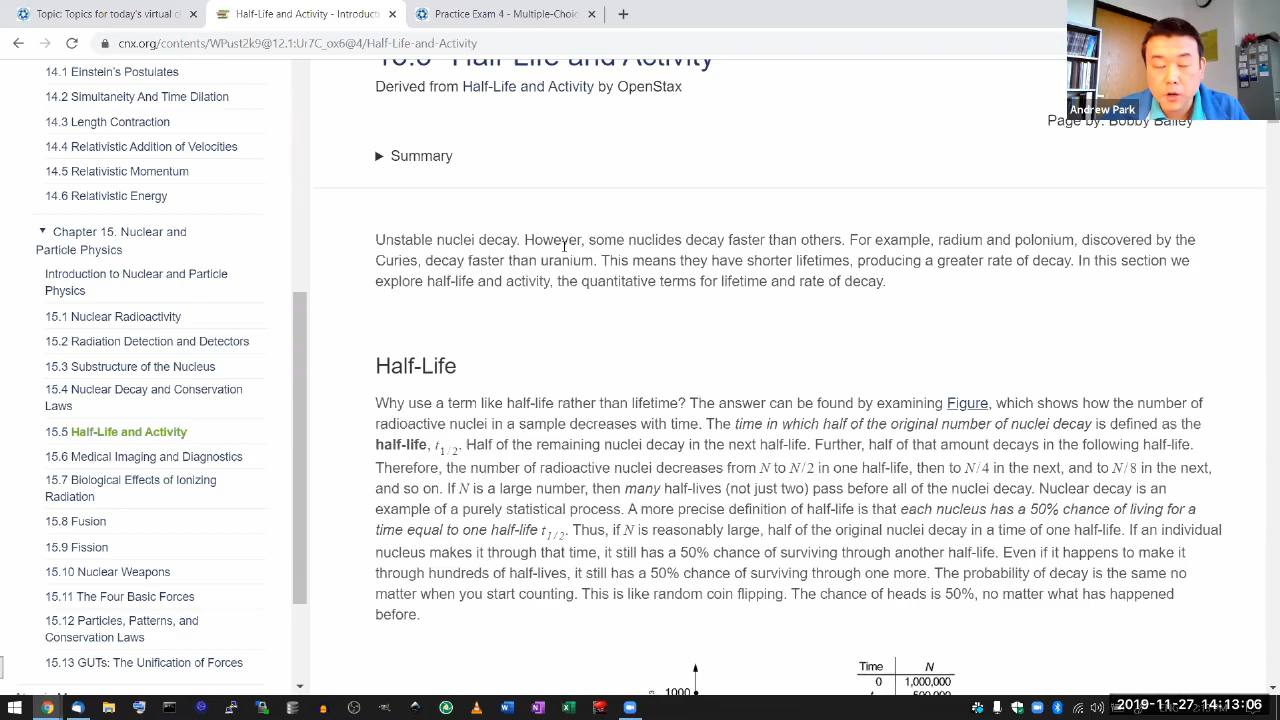 Topic: Topics for today's virtual cl
Half-Life and Activity - Introducti
Practice Exam 4 - Multiple-Choic
cnx.org/contents/WPust2k9@12.1:Ur7C_ox6@4/Half-Life-and-Activity
14.1 Einstein's Postulates
14.2 Simultaneity And Time Dilation
14.3 Length Contraction
14.4 Relativistic Addition of Velocities
14.5 Relativistic Momentum
14.6 Relativistic Energy
Chapter 15. Nuclear and
Particle Physics
Introduction to Nuclear and Particle
Physics
15.1 Nuclear Radioactivity
15.2 Radiation Detection and Detectors
15.3 Substructure of the Nucleus
15.4 Nuclear Decay and Conservation
Laws
15.5 Half-Life and Activity
15.6 Medical Imaging and Diagnostics
15.7 Biological Effects of Ionizing
Radiation
15.8 Fusion
15.9 Fission
15.10 Nuclear Weapons
15.11 The Four Basic Forces
15.12 Particles, Patterns, and
Conservation Laws
15.13 GUTs: The Unification of Forces
15.5 Half-Life and Activity
Derived from Half-Life and Activity by OpenStax
Andrew Park
Page by: Bobby Bailey
Summary
Unstable nuclei decay. However, some nuclides decay faster than others. For example, radium and polonium, discovered by the
Curies, decay faster than uranium. This means they have shorter lifetimes, producing a greater rate of decay. In this section we
explore half-life and activity, the quantitative terms for lifetime and rate of decay.
Half-Life
Why use a term like half-life rather than lifetime? The answer can be found by examining Figure, which shows how the number of
radioactive nuclei in a sample decreases with time. The time in which half of the original number of nuclei decay is defined as the
half-life, t1/2. Half of the remaining nuclei decay in the next half-life. Further, half of that amount decays in the following half-life.
Therefore, the number of radioactive nuclei decreases from N to N/2 in one half-life, then to N/4 in the next, and to N/8 in the next,
and so on. If N is a large number, then many half-lives (not just two) pass before all of the nuclei decay. Nuclear decay is an
example of a purely statistical process. A more precise definition of half-life is that each nucleus has a 50% chance of living for a
time equal to one half-life t1/2. Thus, if N is reasonably large, half of the original nuclei decay in a time of one half-life. If an individual
nucleus makes it through that time, it still has a 50% chance of surviving through another half-life. Even if it happens to make it
through hundreds of half-lives, it still has a 50% chance of surviving through one more. The probability of decay is the same no
matter when you start counting. This is like random coin flipping. The chance of heads is 50%, no matter what has happened
before.
Time N
0 1,000,000
1000
2019-11-27 14:13:06